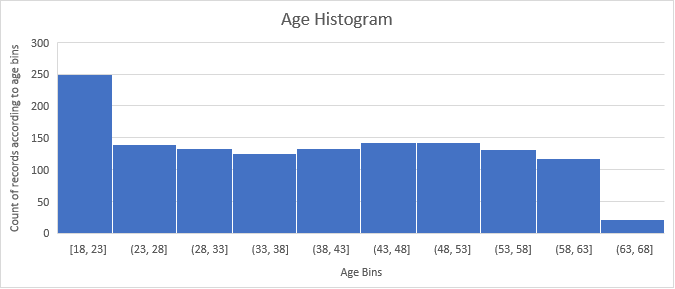 Age Histogram
Count of records according to age bins
300
250
200
150
100
50
0
[18, 23] (23, 28] (28, 33] (33, 38] (38, 43] (43, 48] (48, 53] (53, 58] (58, 63] (63, 68]
Age Bins